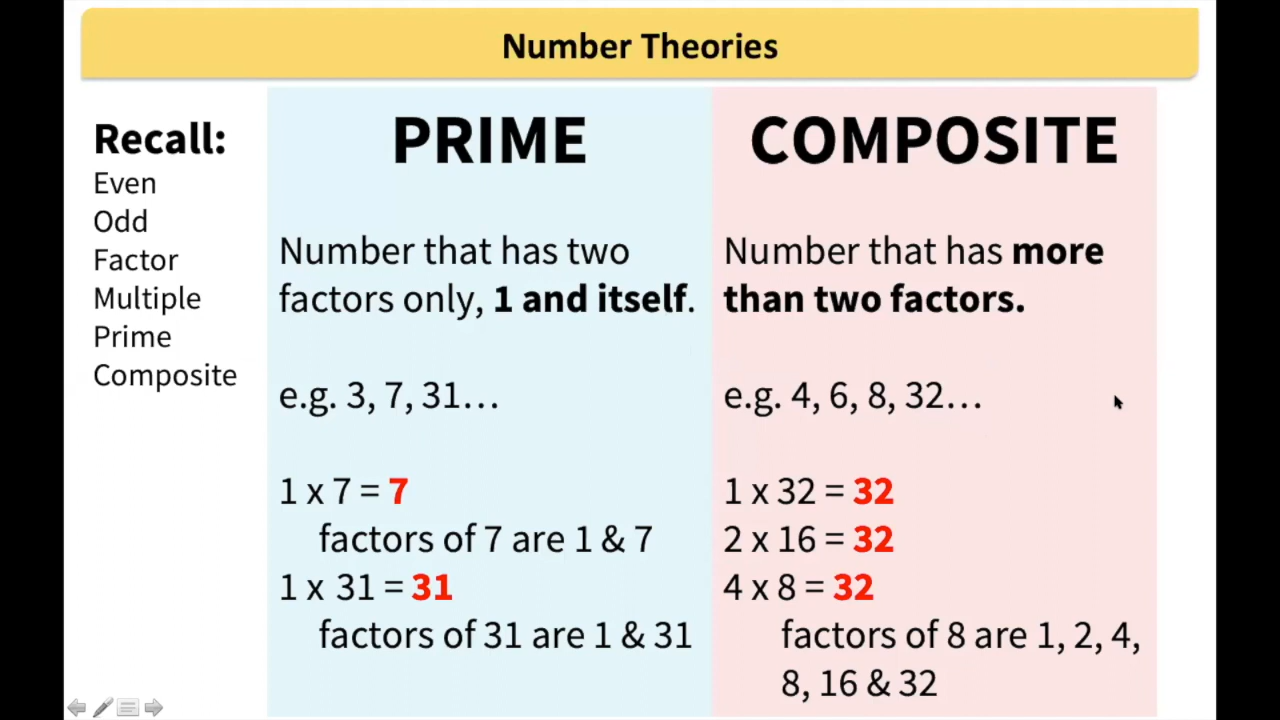 Number Theories
Recall:
Even
Odd
Factor
Multiple
Prime
Composite
PRIME
Number that has two
factors only, 1 and itself.
e.g. 3, 7, 31...
1 x 7 = 7
factors of 7 are 1 & 7
1 x 31 = 31
factors of 31 are 1 & 31
COMPOSITE
Number that has more
than two factors.
e.g. 4, 6, 8, 32...
1 x 32 = 32
2 x 16 = 32
4 x 8 = 32
factors of 8 are 1, 2, 4,
8, 16 & 32